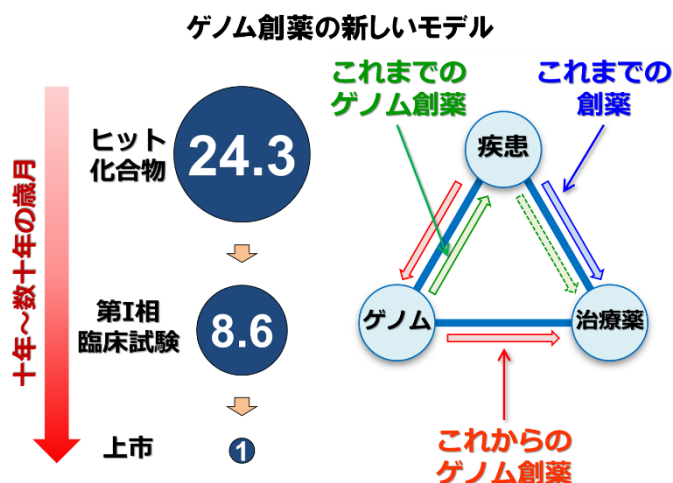 ゲノム創薬の新しいモデル
十年～数十年の歳月
ヒット
化合物
24.3
第I相
臨床試験
8.6
上市
1
これまでの
ゲノム創薬
これまでの
創薬
疾患
ゲノム
治療薬
これからの
ゲノム創薬